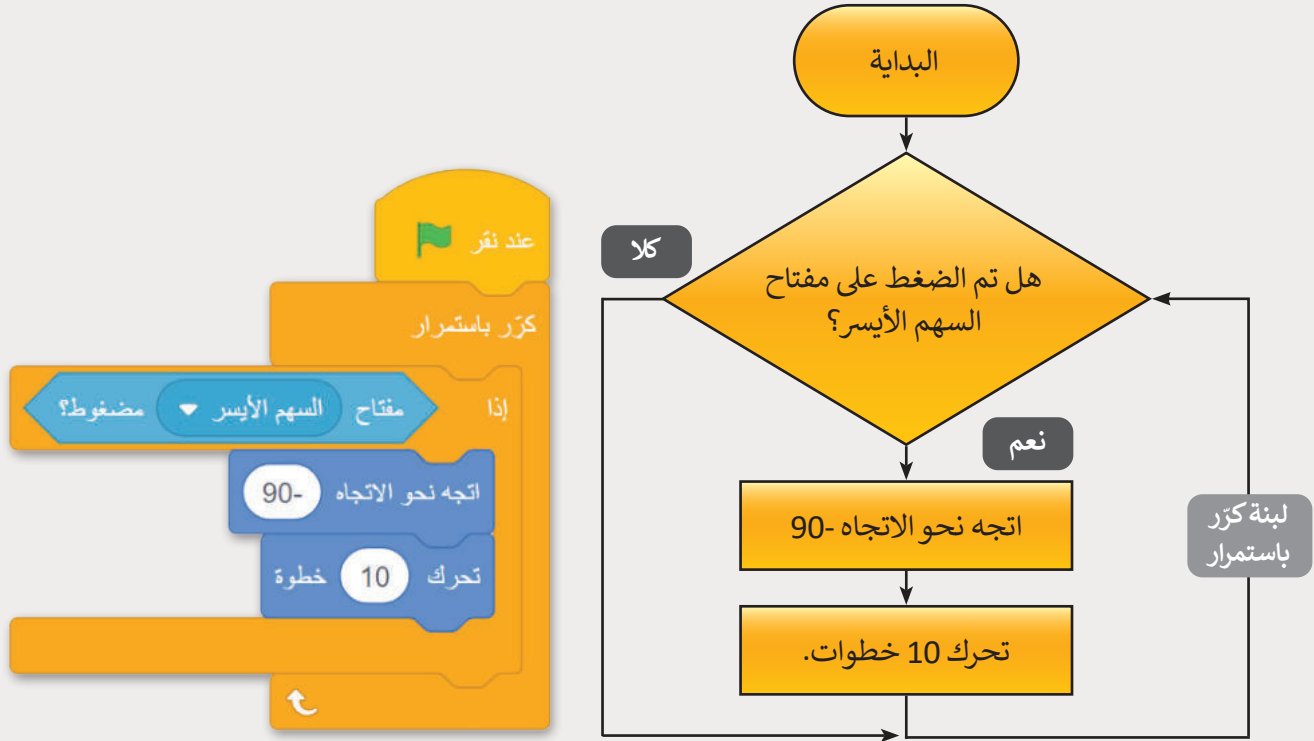 البداية
هل تم الضغط على مفتاح
السهم الأيسر؟
كلا
نعم
اتجه نحو الاتجاه -90
تحرك 10 خطوات.
لبنة كرّر
باستمرار
عند نقر
كرّر باستمرار
إذا مفتاح السهم الأيسر مضغوط؟
اتجه نحو الاتجاه -90
تحرك 10 خطوة